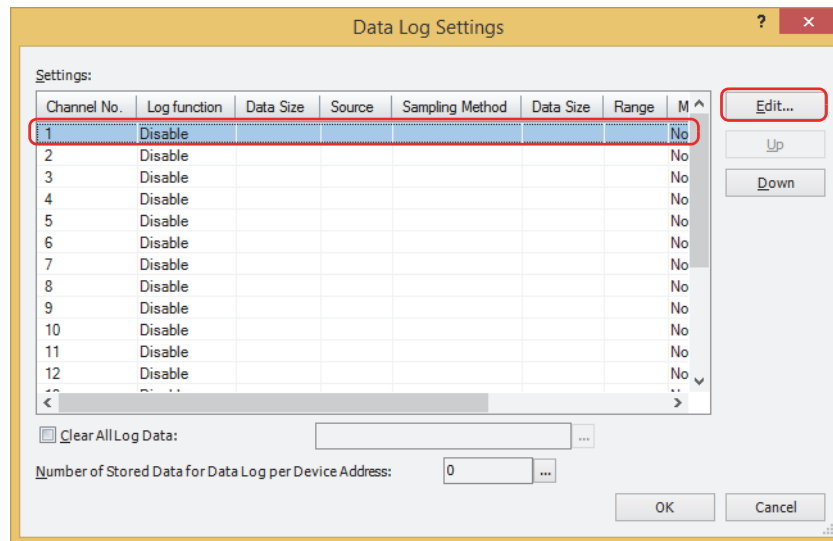 Data Log Settings
?
Settings:
Channel No. Log function Data Size Source Sampling Method Data Size Range M
1 Disable No
2 Disable No
3 Disable No
4 Disable No
5 Disable No
6 Disable No
7 Disable No
8 Disable No
9 Disable No
10 Disable No
11 Disable No
12 Disable No
Edit...
Up
Down
Clear All Log Data: ...
Number of Stored Data for Data Log per Device Address: 0 ...
OK Cancel